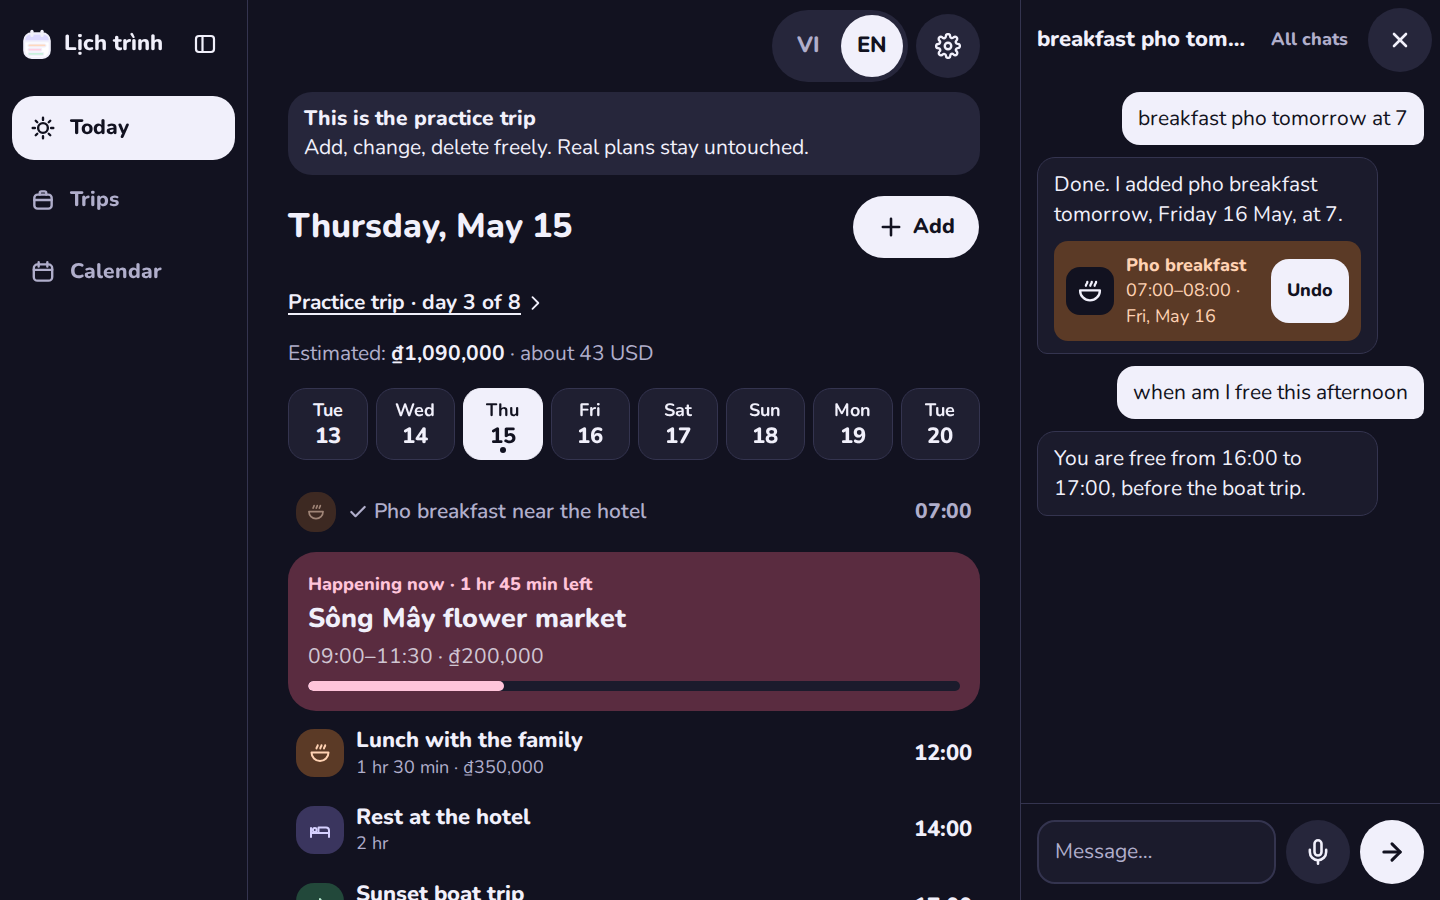 Lịch trình
Today
Trips
Calendar
VI
EN
This is the practice trip
Add, change, delete freely. Real plans stay untouched.
Thursday, May 15
Add
Practice trip · day 3 of 8
Estimated: ₫1,090,000 · about 43 USD
Tue
13
Wed
14
Thu
15
Fri
16
Sat
17
Sun
18
Mon
19
Tue
20
Pho breakfast near the hotel
07:00
Happening now · 1 hr 45 min left
Sông Mây flower market
09:00–11:30 · ₫200,000
Lunch with the family
1 hr 30 min · ₫350,000
12:00
Rest at the hotel
2 hr
14:00
Sunset boat trip
breakfast pho tom...
All chats
breakfast pho tomorrow at 7
Done. I added pho breakfast
tomorrow, Friday 16 May, at 7.
Pho breakfast
07:00–08:00 ·
Fri, May 16
Undo
when am I free this afternoon
You are free from 16:00 to
17:00, before the boat trip.
Message...